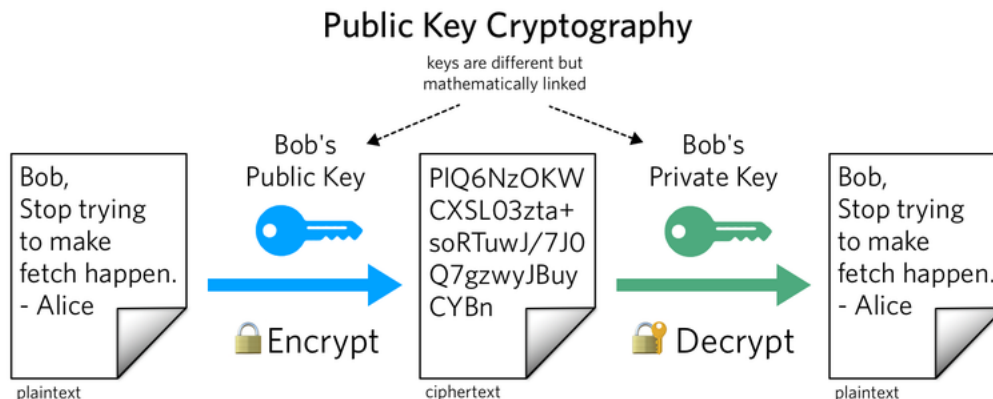 Public Key Cryptography
keys are different but
mathematically linked
Bob's
Public Key
Bob's
Private Key
Bob,
Stop trying
to make
fetch happen.
- Alice
plaintext
Encrypt
PlQ6NzOKW
CXSL03zta+
soRTuwJ/7J0
Q7gzwyJBuy
CYBn
ciphertext
Decrypt
Bob,
Stop trying
to make
fetch happen.
- Alice
plaintext